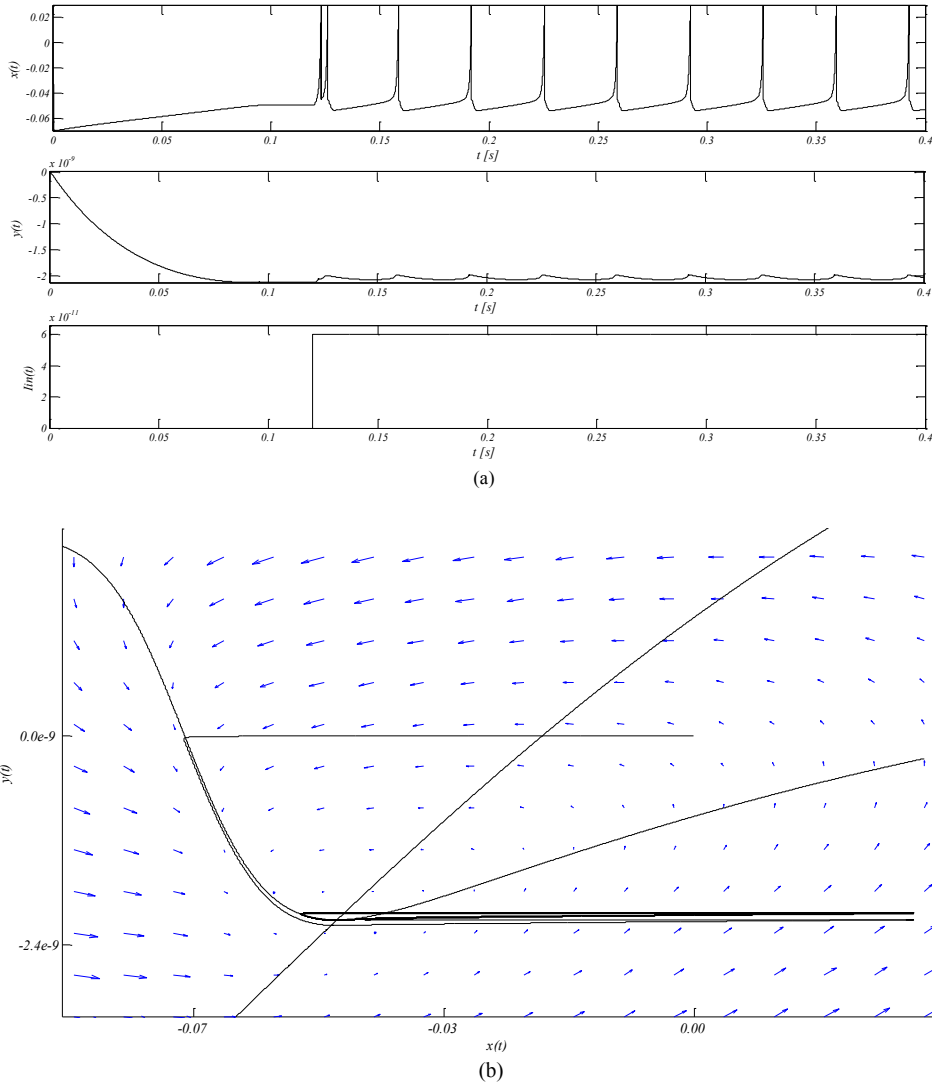 0.02
0
-0.02
-0.04
-0.06
x(t)
0 0.05 0.1 0.15 0.2 0.25 0.3 0.35 0.4
t [s]
x 10^-9
0
-0.5
-1
-1.5
-2
y(t)
0 0.05 0.1 0.15 0.2 0.25 0.3 0.35 0.4
t [s]
x 10^-11
6
4
2
0
Iin(t)
0 0.05 0.1 0.15 0.2 0.25 0.3 0.35 0.4
t [s]
(a)
0.0e-9
y(t)
-2.4e-9
-0.07 -0.03 0.00
x(t)
(b)